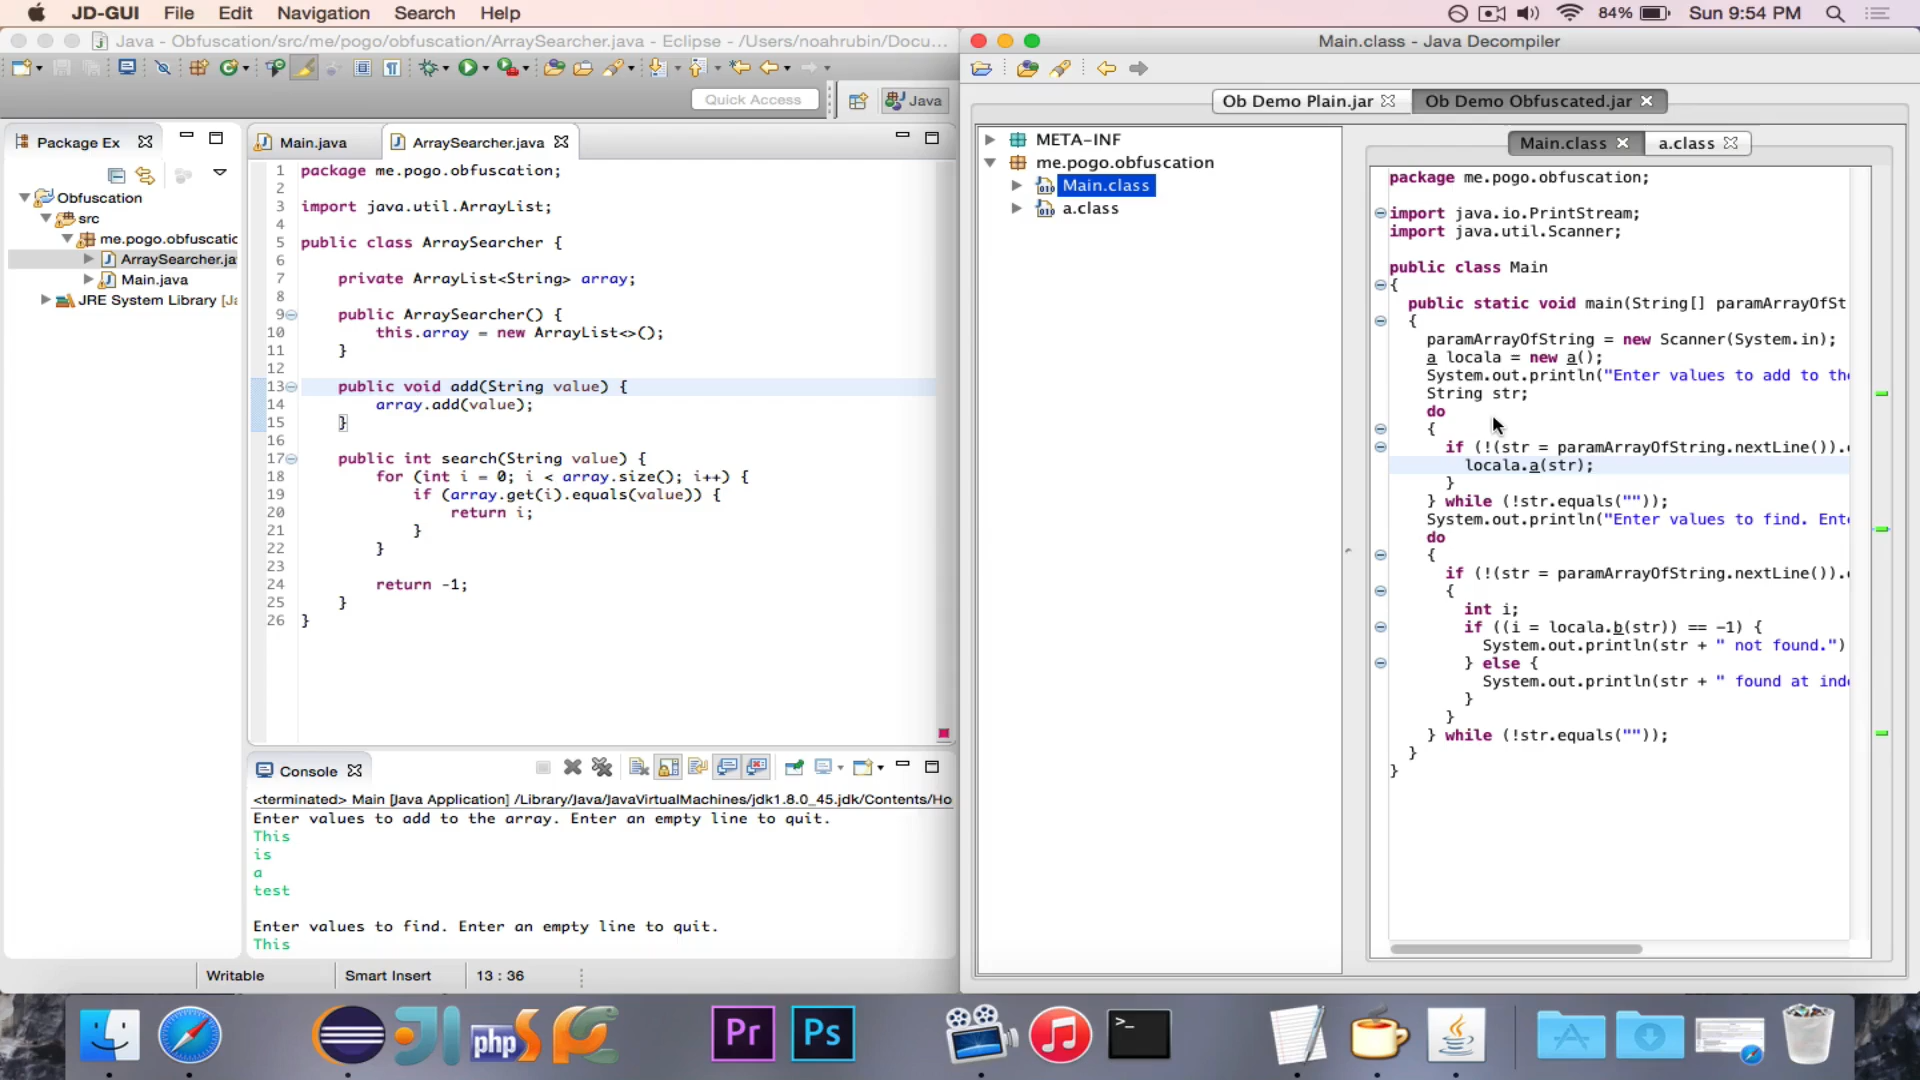 JD-GUI File Edit Navigation Search Help
84% Sun 9:54 PM
Java - Obfuscation/src/me/pogo/obfuscation/ArraySearcher.java - Eclipse - /Users/noahrubin/Docu...
Quick Access
Java
Package Ex
Obfuscation
src
me.pogo.obfuscatic
ArraySearcher.ja
Main.java
JRE System Library [Ja
Main.java
ArraySearcher.java
1 package me.pogo.obfuscation;
2
3 import java.util.ArrayList;
4
5 public class ArraySearcher {
6
7 private ArrayList<String> array;
8
9 public ArraySearcher() {
10 this.array = new ArrayList<>();
11 }
12
13 public void add(String value) {
14 array.add(value);
15 }
16
17 public int search(String value) {
18 for (int i = 0; i < array.size(); i++) {
19 if (array.get(i).equals(value)) {
20 return i;
21 }
22 }
23
24 return -1;
25 }
26 }
Console
<terminated> Main [Java Application] /Library/Java/JavaVirtualMachines/jdk1.8.0_45.jdk/Contents/Ho
Enter values to add to the array. Enter an empty line to quit.
This
is
a
test
Enter values to find. Enter an empty line to quit.
This
Writable Smart Insert 13 : 36
Main.class - Java Decompiler
Ob Demo Plain.jar
Ob Demo Obfuscated.jar
META-INF
me.pogo.obfuscation
Main.class
a.class
Main.class
a.class
package me.pogo.obfuscation;
import java.io.PrintStream;
import java.util.Scanner;
public class Main
{
public static void main(String[] paramArrayOfSt
{
paramArrayOfString = new Scanner(System.in);
a locala = new a();
System.out.println("Enter values to add to the
String str;
do
{
if (!(str = paramArrayOfString.nextLine()).
locala.a(str);
}
} while (!str.equals(""));
System.out.println("Enter values to find. Ente
do
{
if (!(str = paramArrayOfString.nextLine()).
{
int i;
if ((i = locala.b(str)) == -1) {
System.out.println(str + " not found.")
} else {
System.out.println(str + " found at inde
}
}
} while (!str.equals(""));
}
}
php
Pr
Ps
>_